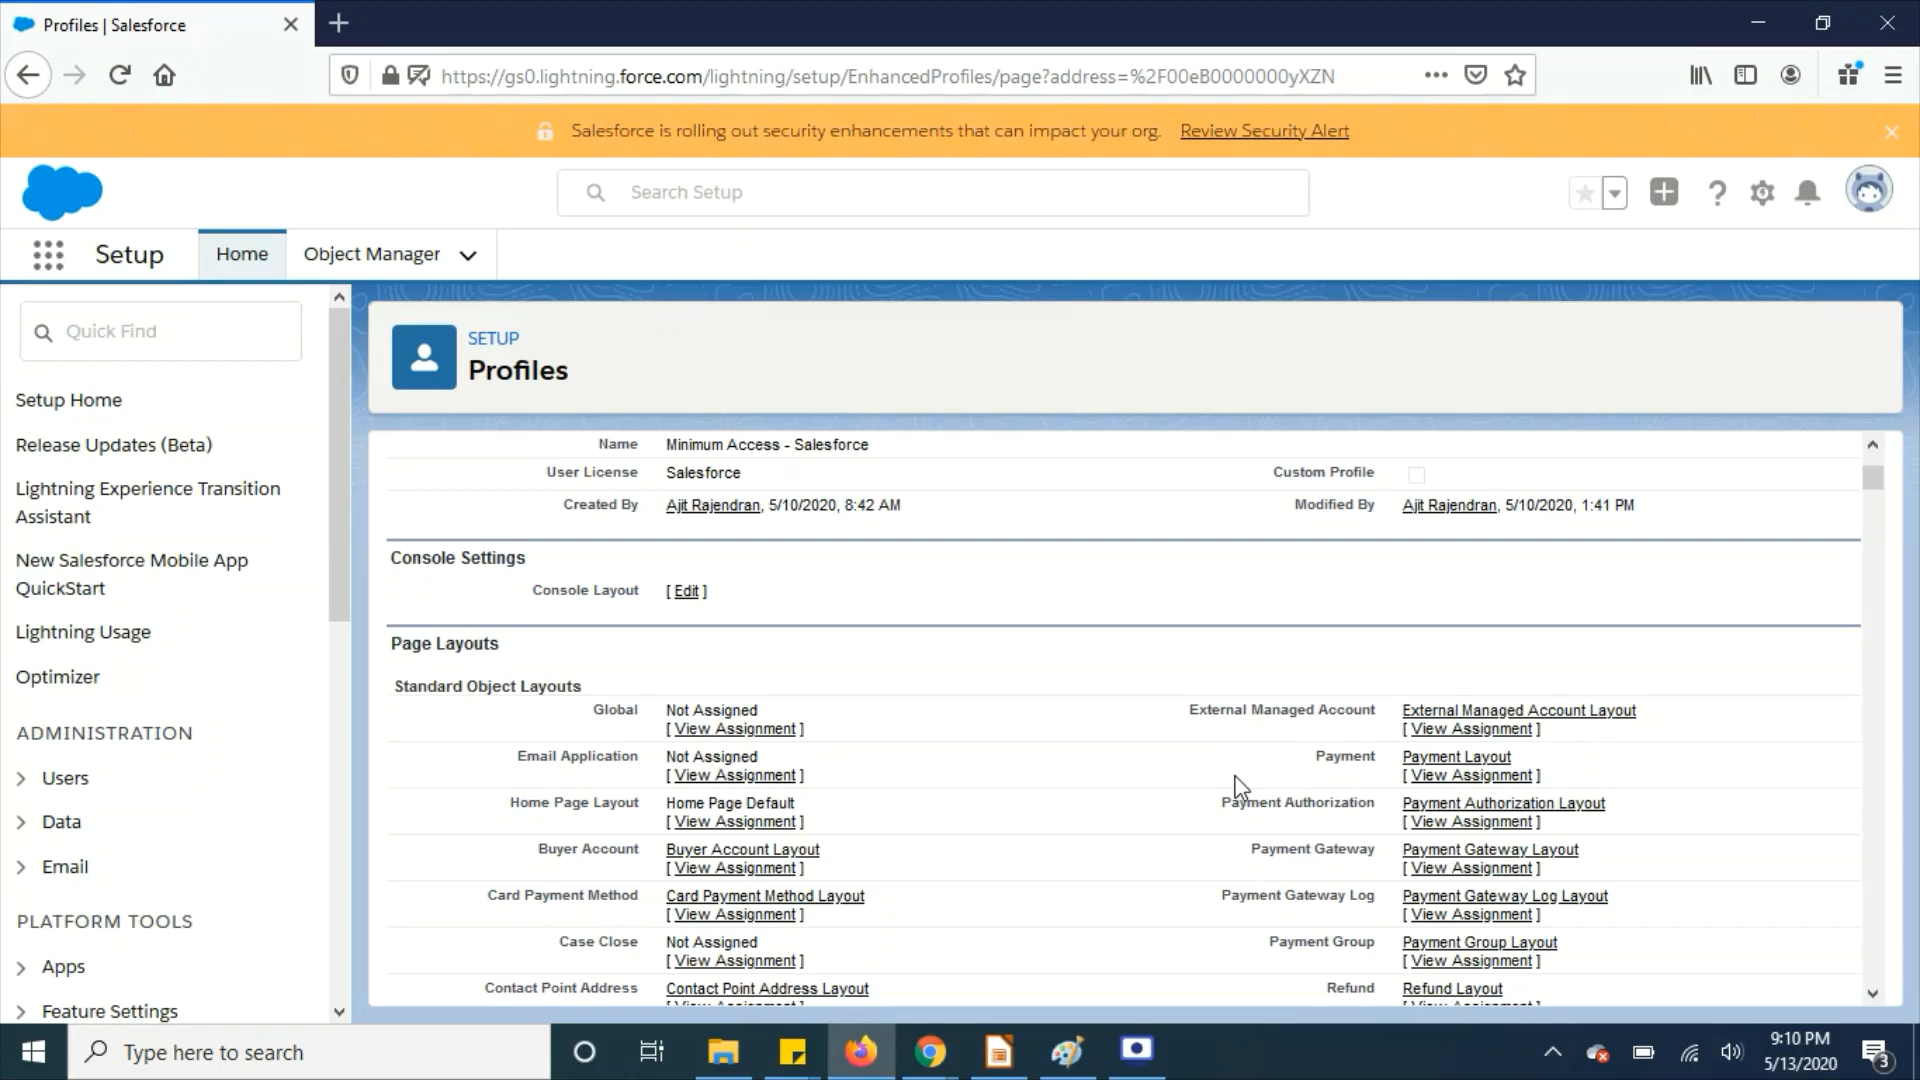 Profiles | Salesforce
https://gs0.lightning.force.com/lightning/setup/EnhancedProfiles/page?address=%2F00eB0000000yXZN
Salesforce is rolling out security enhancements that can impact your org. Review Security Alert
Search Setup
Setup
Home
Object Manager
Quick Find
Setup Home
Release Updates (Beta)
Lightning Experience Transition
Assistant
New Salesforce Mobile App
QuickStart
Lightning Usage
Optimizer
ADMINISTRATION
Users
Data
Email
PLATFORM TOOLS
Apps
Feature Settings
SETUP
Profiles
Name Minimum Access - Salesforce
User License Salesforce Custom Profile
Created By Ajit Rajendran, 5/10/2020, 8:42 AM Modified By Ajit Rajendran, 5/10/2020, 1:41 PM
Console Settings
Console Layout [ Edit ]
Page Layouts
Standard Object Layouts
Global Not Assigned External Managed Account External Managed Account Layout
[ View Assignment ] [ View Assignment ]
Email Application Not Assigned Payment Payment Layout
[ View Assignment ] [ View Assignment ]
Home Page Layout Home Page Default Payment Authorization Payment Authorization Layout
[ View Assignment ] [ View Assignment ]
Buyer Account Buyer Account Layout Payment Gateway Payment Gateway Layout
[ View Assignment ] [ View Assignment ]
Card Payment Method Card Payment Method Layout Payment Gateway Log Payment Gateway Log Layout
[ View Assignment ] [ View Assignment ]
Case Close Not Assigned Payment Group Payment Group Layout
[ View Assignment ] [ View Assignment ]
Contact Point Address Contact Point Address Layout Refund Refund Layout
[ View Assignment ] [ View Assignment ]
Type here to search
9:10 PM
5/13/2020
3